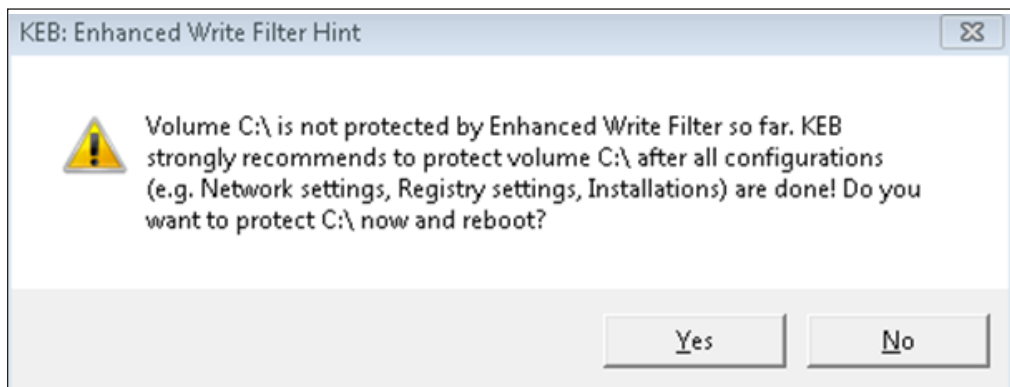 KEB: Enhanced Write Filter Hint
Volume C:\ is not protected by Enhanced Write Filter so far. KEB
strongly recommends to protect volume C:\ after all configurations
(e.g. Network settings, Registry settings, Installations) are done! Do you
want to protect C:\ now and reboot?
Yes
No